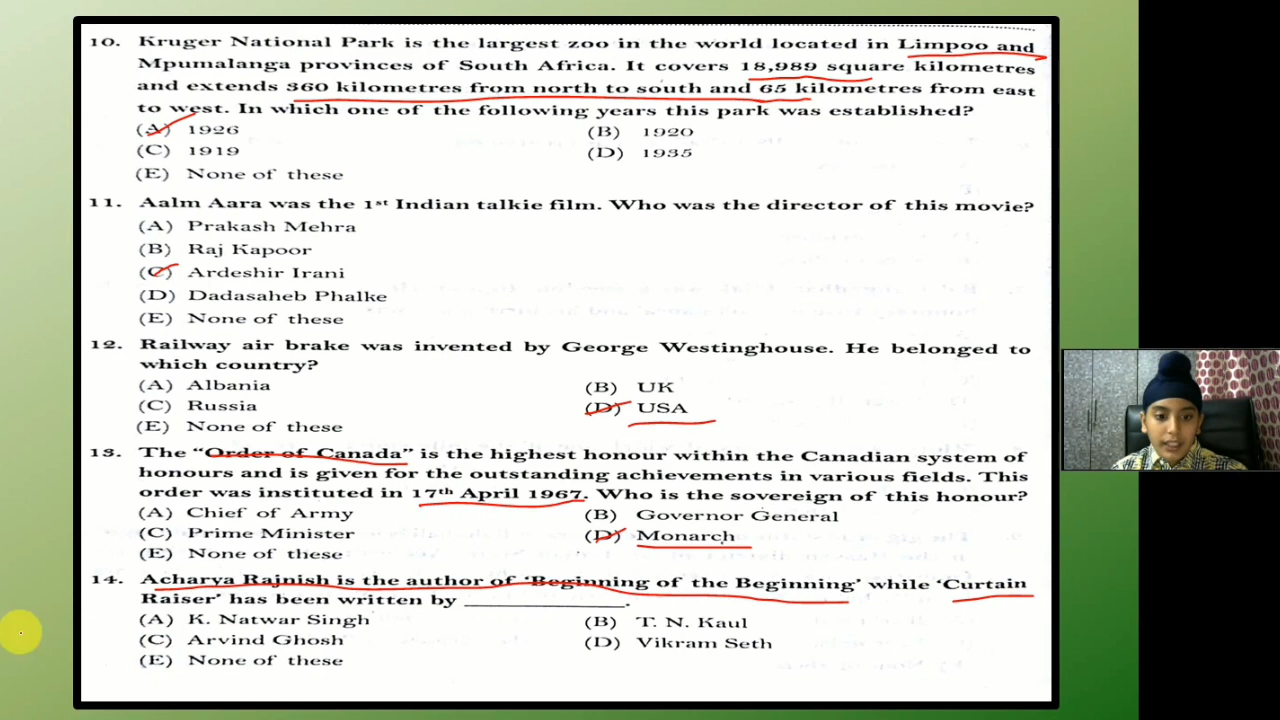 10. Kruger National Park is the largest zoo in the world located in Limpoo and
Mpumalanga provinces of South Africa. It covers 18,989 square kilometres
and extends 360 kilometres from north to south and 65 kilometres from east
to west. In which one of the following years this park was established?
(A) 1926 (B) 1920
(C) 1919 (D) 1935
(E) None of these
11. Aalm Aara was the 1st Indian talkie film. Who was the director of this movie?
(A) Prakash Mehra
(B) Raj Kapoor
(C) Ardeshir Irani
(D) Dadasaheb Phalke
(E) None of these
12. Railway air brake was invented by George Westinghouse. He belonged to
which country?
(A) Albania (B) UK
(C) Russia (D) USA
(E) None of these
13. The “Order of Canada” is the highest honour within the Canadian system of
honours and is given for the outstanding achievements in various fields. This
order was instituted in 17th April 1967. Who is the sovereign of this honour?
(A) Chief of Army (B) Governor General
(C) Prime Minister (D) Monarch
(E) None of these
14. Acharya Rajnish is the author of ‘Beginning of the Beginning’ while ‘Curtain
Raiser’ has been written by ____________.
(A) K. Natwar Singh (B) T. N. Kaul
(C) Arvind Ghosh (D) Vikram Seth
(E) None of these